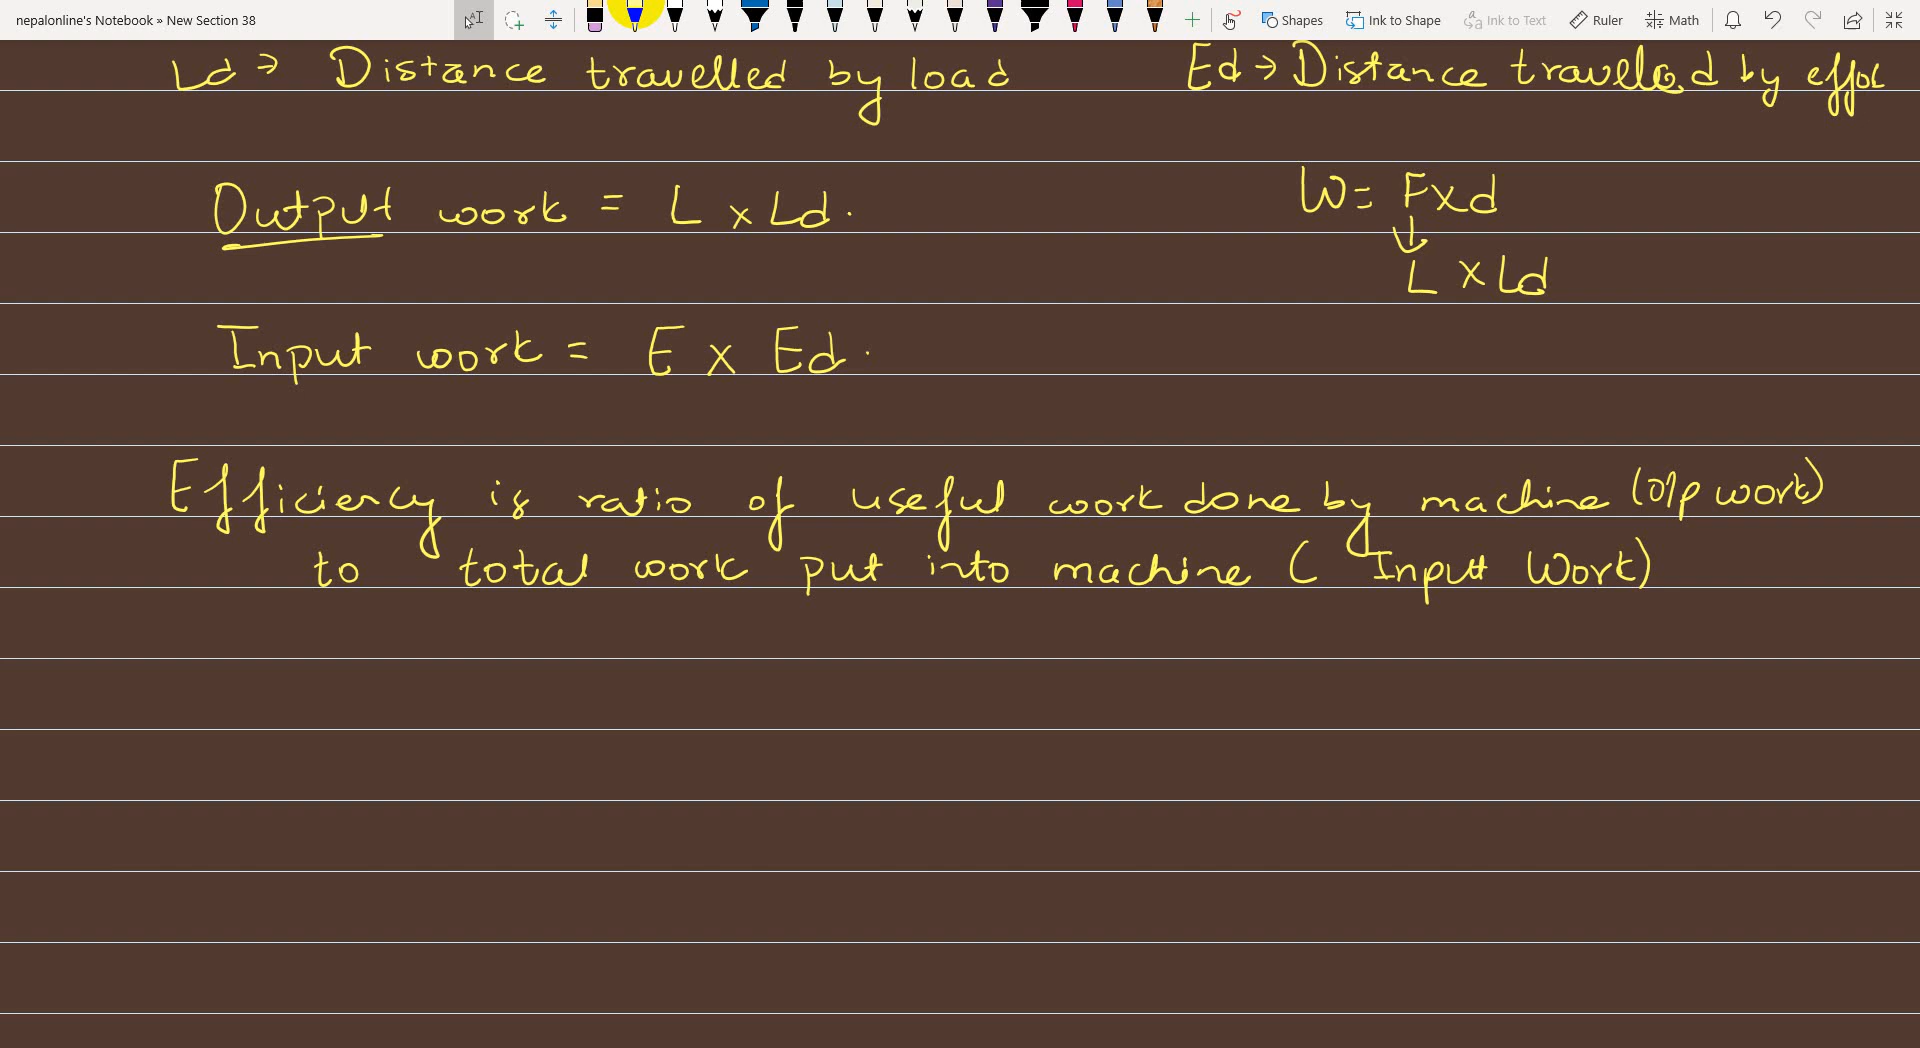 nepalonline's Notebook » New Section 38
Shapes Ink to Shape Ink to Text Ruler Math
Ld → Distance travelled by load
Ed → Distance travelled by effo
Output work = L x Ld.
W = F x d
↓
L x Ld
Input work = E x Ed.
Efficiency is ratio of useful work done by machine (o/p work)
to total work put into machine ( Input Work)